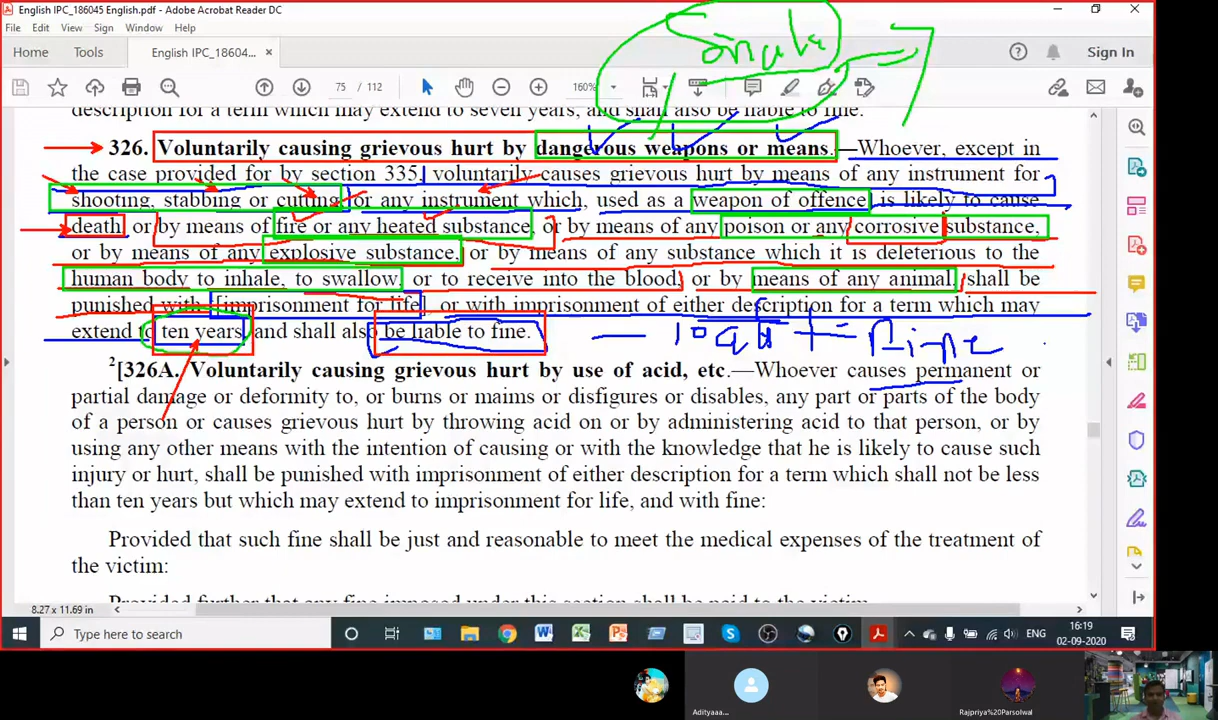 English IPC_186045 English.pdf - Adobe Acrobat Reader DC
File Edit View Sign Window Help
Home Tools English IPC_18604... × Sign In
75 / 112 160%
description for a term which may extend to seven years, and shall also be liable to fine.
326. Voluntarily causing grievous hurt by dangerous weapons or means.—Whoever, except in
the case provided for by section 335, voluntarily causes grievous hurt by means of any instrument for
shooting, stabbing or cutting, or any instrument which, used as a weapon of offence, is likely to cause
death, or by means of fire or any heated substance, or by means of any poison or any corrosive substance,
or by means of any explosive substance, or by means of any substance which it is deleterious to the
human body to inhale, to swallow, or to receive into the blood, or by means of any animal, shall be
punished with [imprisonment for life], or with imprisonment of either description for a term which may
extend to ten years, and shall also be liable to fine.
2[326A. Voluntarily causing grievous hurt by use of acid, etc.—Whoever causes permanent or
partial damage or deformity to, or burns or maims or disfigures or disables, any part or parts of the body
of a person or causes grievous hurt by throwing acid on or by administering acid to that person, or by
using any other means with the intention of causing or with the knowledge that he is likely to cause such
injury or hurt, shall be punished with imprisonment of either description for a term which shall not be less
than ten years but which may extend to imprisonment for life, and with fine:
Provided that such fine shall be just and reasonable to meet the medical expenses of the treatment of
the victim:
Provided further that any fine imposed under this section shall be paid to the victim.
8.27 x 11.69 in
Type here to search
ENG
16:19
02-09-2020
Adityaaa...
Rajpriya%20Parsolwal